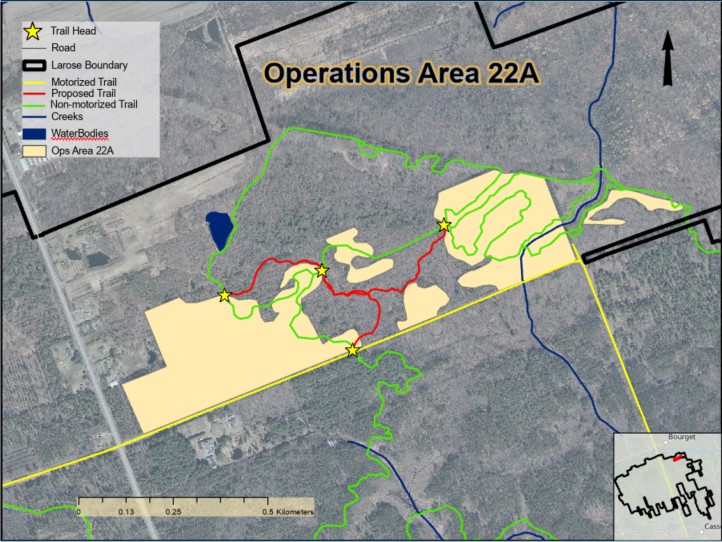 Trail Head
Road
Larose Boundary
Motorized Trail
Proposed Trail
Non-motorized Trail
Creeks
WaterBodies
Ops Area 22A
Operations Area 22A
0 0.13 0.25 0.5 Kilometers
Bourget
Casse